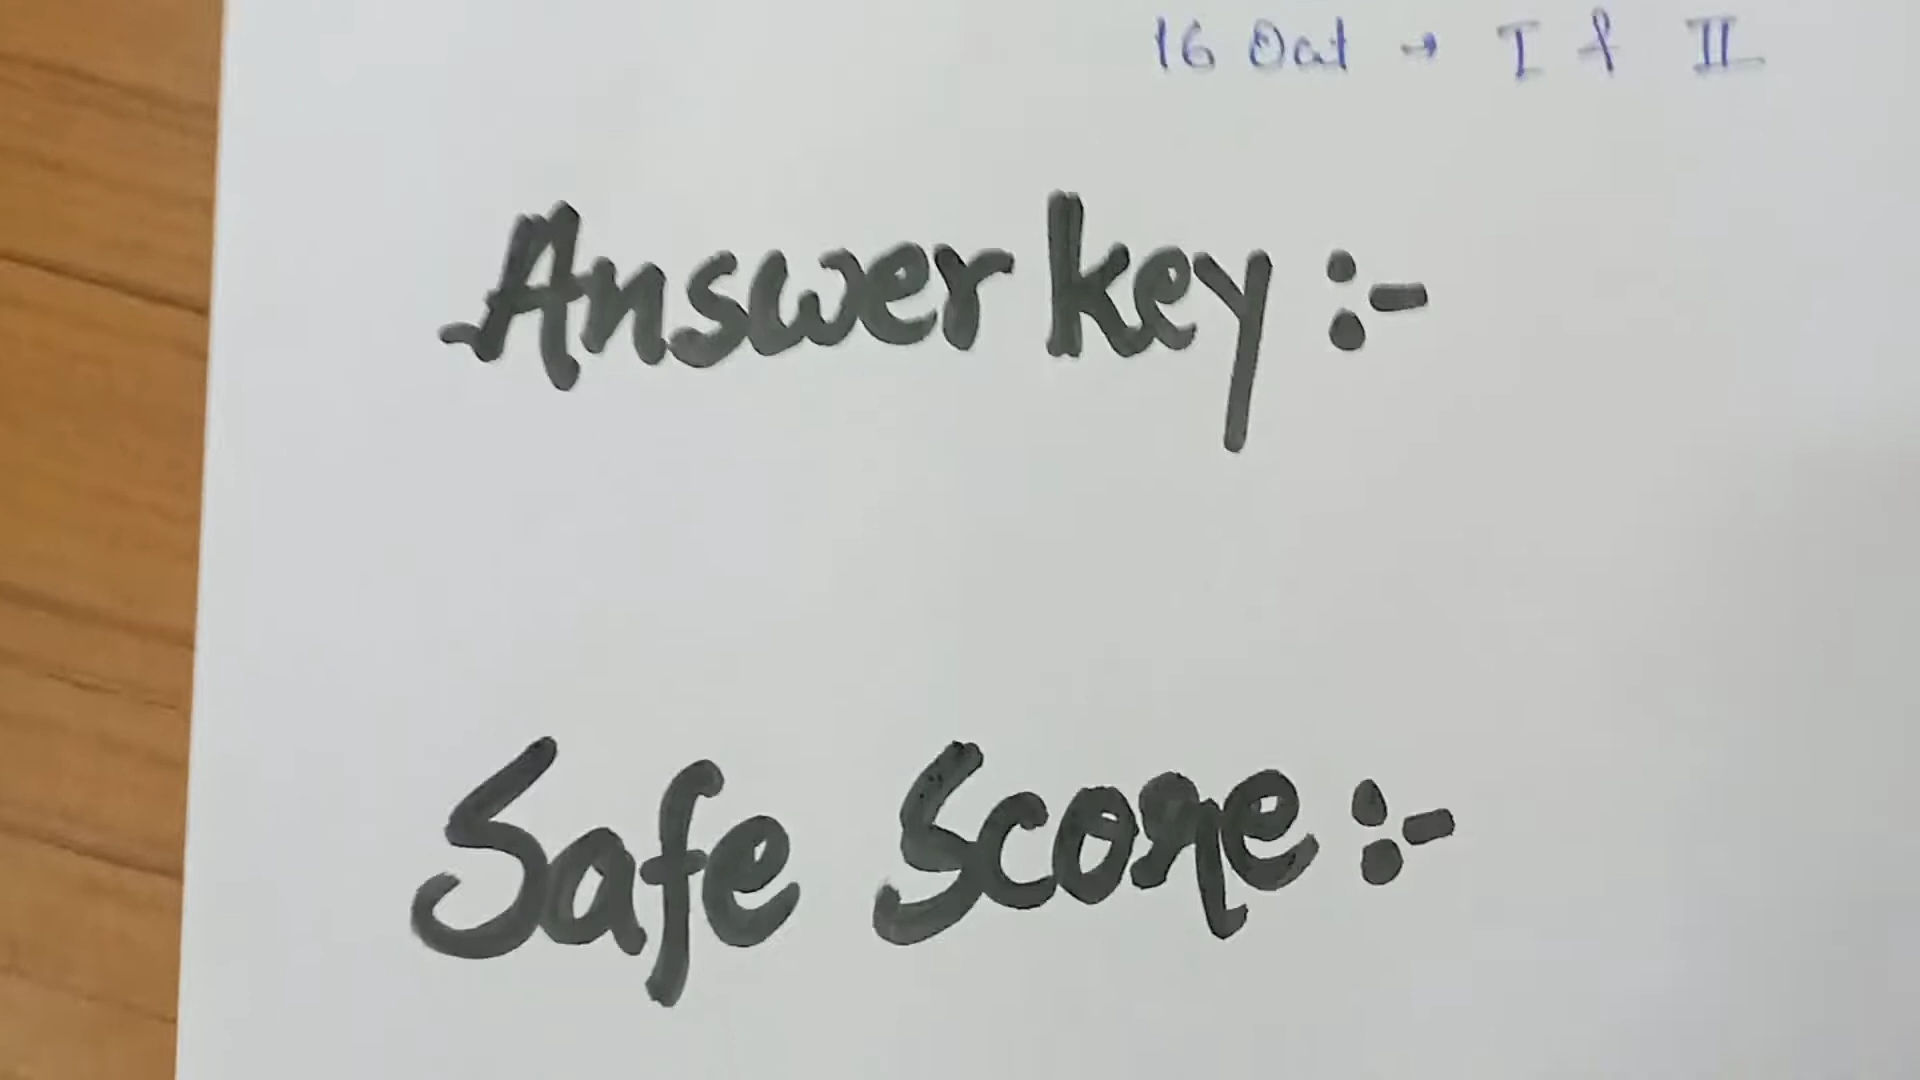 16 Oct → I & II
Answer key :-
Safe Score :-